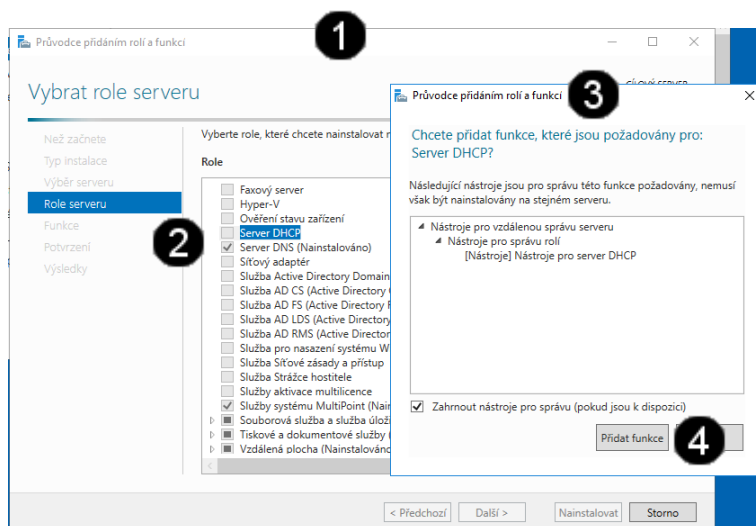 1
Průvodce přidáním rolí a funkcí
Vybrat role serveru
CÍLOVÝ SERVER
Než začnete
Typ instalace
Výběr serveru
Role serveru
Funkce
Potvrzení
Výsledky
Vyberte role, které chcete nainstalovat
Role
Faxový server
Hyper-V
Ověření stavu zařízení
Server DHCP
2
Server DNS (Nainstalováno)
Síťový adaptér
Služba Active Directory Domain
Služba AD CS (Active Directory
Služba AD FS (Active Directory
Služba AD LDS (Active Directory
Služba AD RMS (Active Director
Služba pro nasazení systému W
Služba Síťové zásady a přístup
Služba Strážce hostitele
Služby aktivace multilicence
Služby systému MultiPoint (Nai
Souborová služba a služba úlo
Tiskové a dokumentové služby (
Vzdálená plocha (Nainstalováno
< Předchozí
Další >
Nainstalovat
Storno
Průvodce přidáním rolí a funkcí
3
Chcete přidat funkce, které jsou požadovány pro:
Server DHCP?
Následující nástroje jsou pro správu této funkce požadovány, nemusí
však být nainstalovány na stejném serveru.
Nástroje pro vzdálenou správu serveru
Nástroje pro správu rolí
[Nástroje] Nástroje pro server DHCP
Zahrnout nástroje pro správu (pokud jsou k dispozici)
Přidat funkce
4